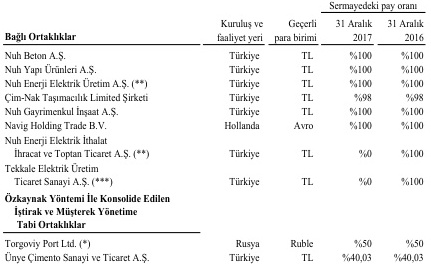 Sermayedeki pay oranı
Kuruluş ve Geçerli 31 Aralık 31 Aralık
Bağlı Ortaklıklar faaliyet yeri para birimi 2017 2016
Nuh Beton A.Ş. Türkiye TL %100 %100
Nuh Yapı Ürünleri A.Ş. Türkiye TL %100 %100
Nuh Enerji Elektrik Üretim A.Ş. (**) Türkiye TL %100 %100
Çim-Nak Taşımacılık Limited Şirketi Türkiye TL %98 %98
Nuh Gayrimenkul İnşaat A.Ş. Türkiye TL %100 %100
Navig Holding Trade B.V. Hollanda Avro %100 %100
Nuh Enerji Elektrik İthalat
İhracat ve Toptan Ticaret A.Ş. (**) Türkiye TL %0 %100
Tekkale Elektrik Üretim
Ticaret Sanayi A.Ş. (***) Türkiye TL %0 %100
Özkaynak Yöntemi İle Konsolide Edilen
İştirak ve Müşterek Yönetime
Tabi Ortaklıklar
Torgoviy Port Ltd. (*) Rusya Ruble %50 %50
Ünye Çimento Sanayi ve Ticaret A.Ş. Türkiye TL %40,03 %40,03